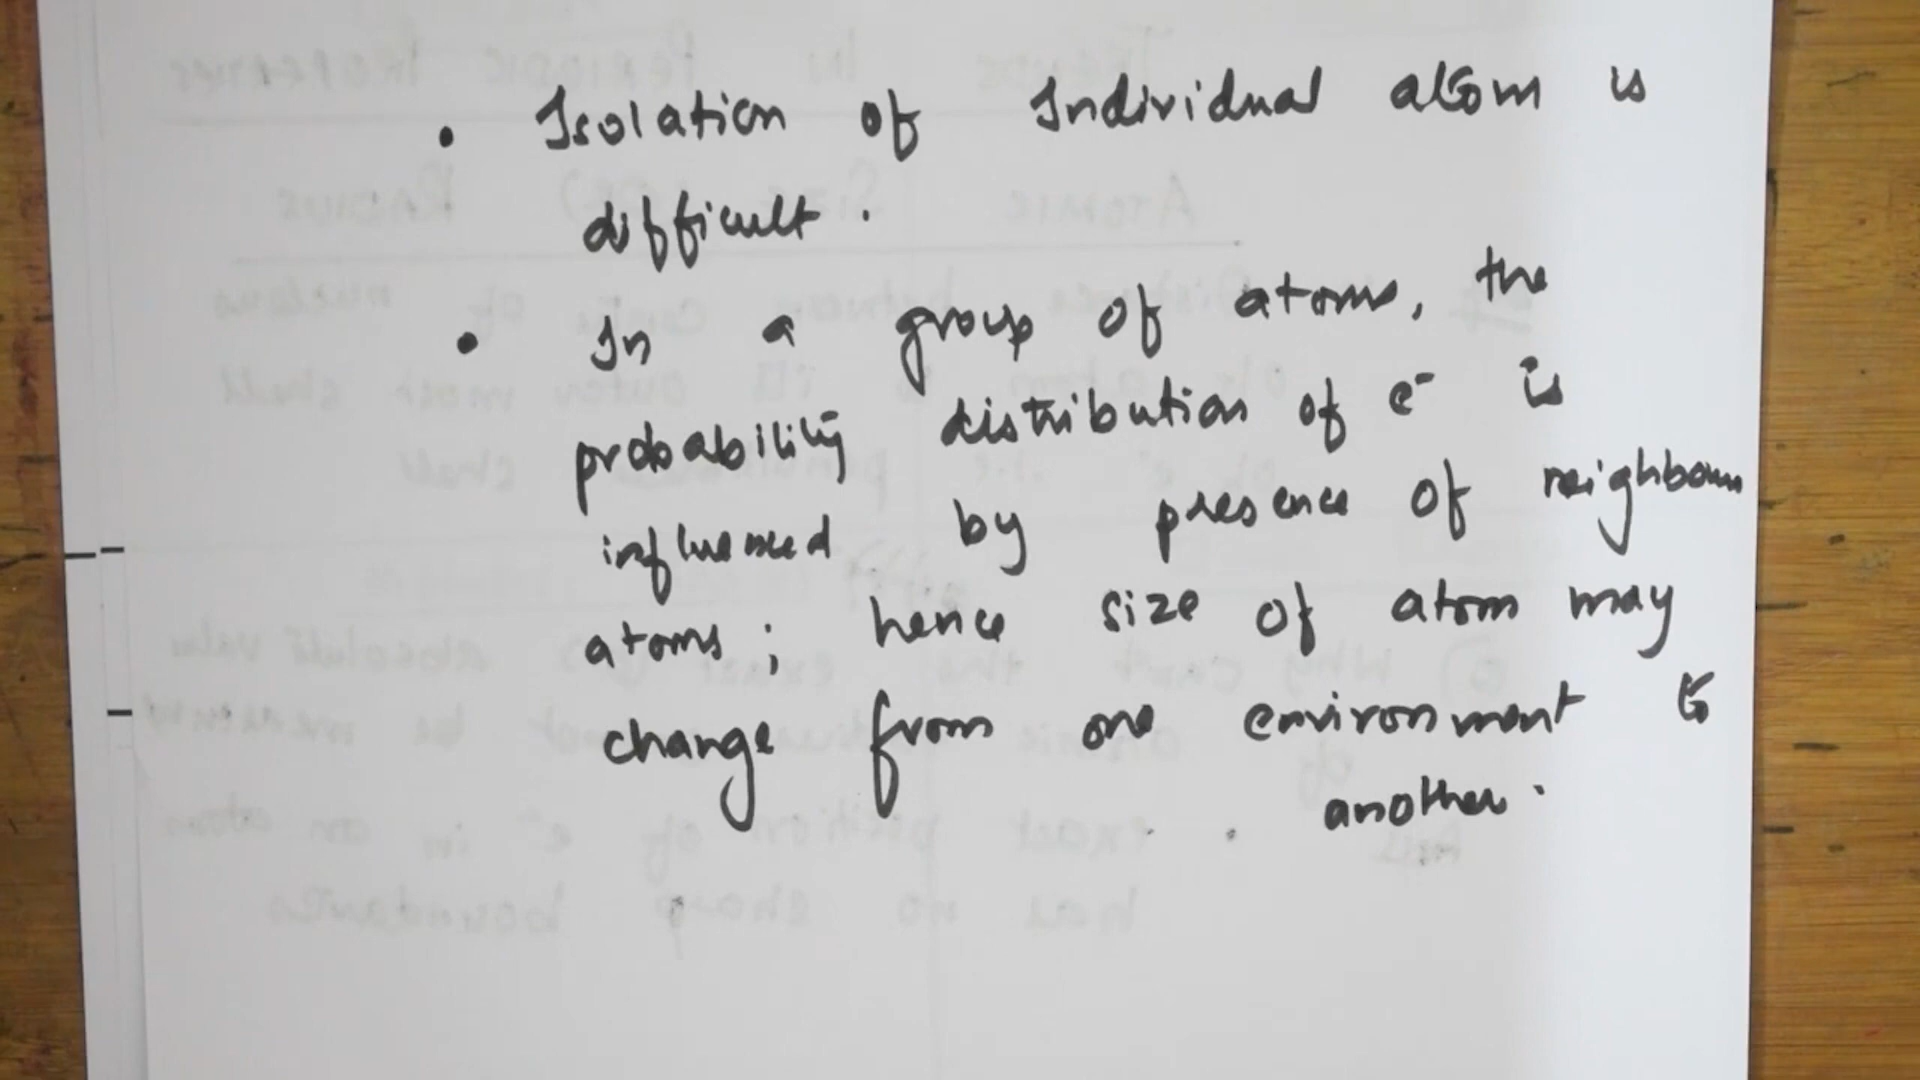 • Isolation of Individual atom is
difficult.
• In a group of atoms, the
probability distribution of e⁻ is
influenced by presence of neighbour
atoms; hence size of atom may
change from one environment to
another.